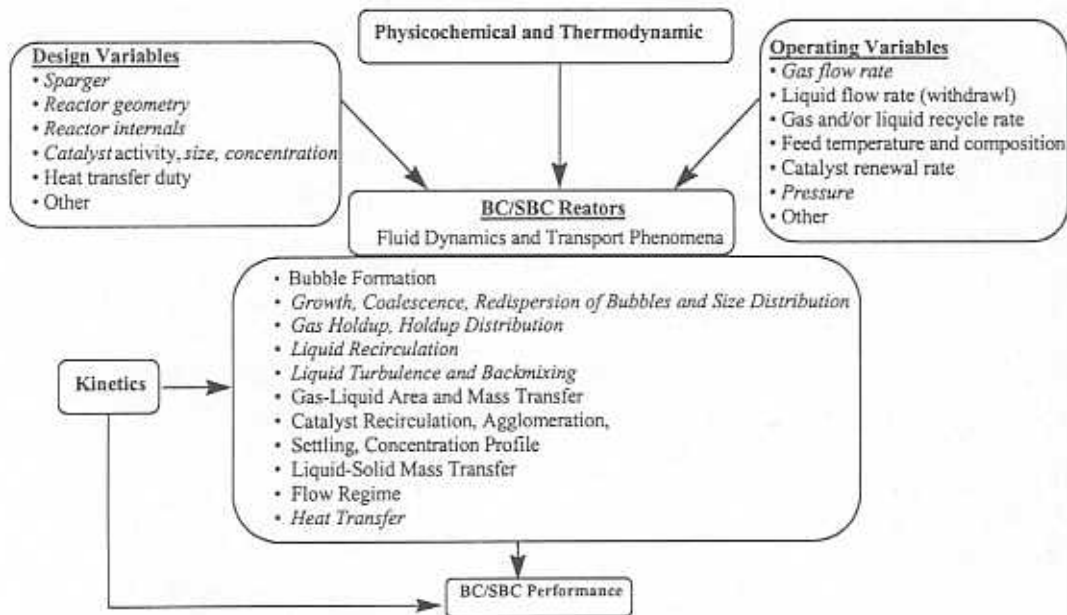 Physicochemical and Thermodynamic
Design Variables
• Sparger
• Reactor geometry
• Reactor internals
• Catalyst activity, size, concentration
• Heat transfer duty
• Other
Operating Variables
• Gas flow rate
• Liquid flow rate (withdrawl)
• Gas and/or liquid recycle rate
• Feed temperature and composition
• Catalyst renewal rate
• Pressure
• Other
BC/SBC Reators
Fluid Dynamics and Transport Phenomena
• Bubble Formation
• Growth, Coalescence, Redispersion of Bubbles and Size Distribution
• Gas Holdup, Holdup Distribution
• Liquid Recirculation
• Liquid Turbulence and Backmixing
• Gas-Liquid Area and Mass Transfer
• Catalyst Recirculation, Agglomeration,
• Settling, Concentration Profile
• Liquid-Solid Mass Transfer
• Flow Regime
• Heat Transfer
Kinetics
BC/SBC Performance